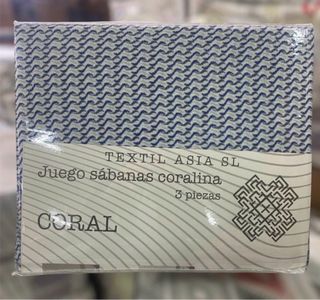 TEXTIL ASIA SL
Juego sábanas coralina
3 piezas
CORAL